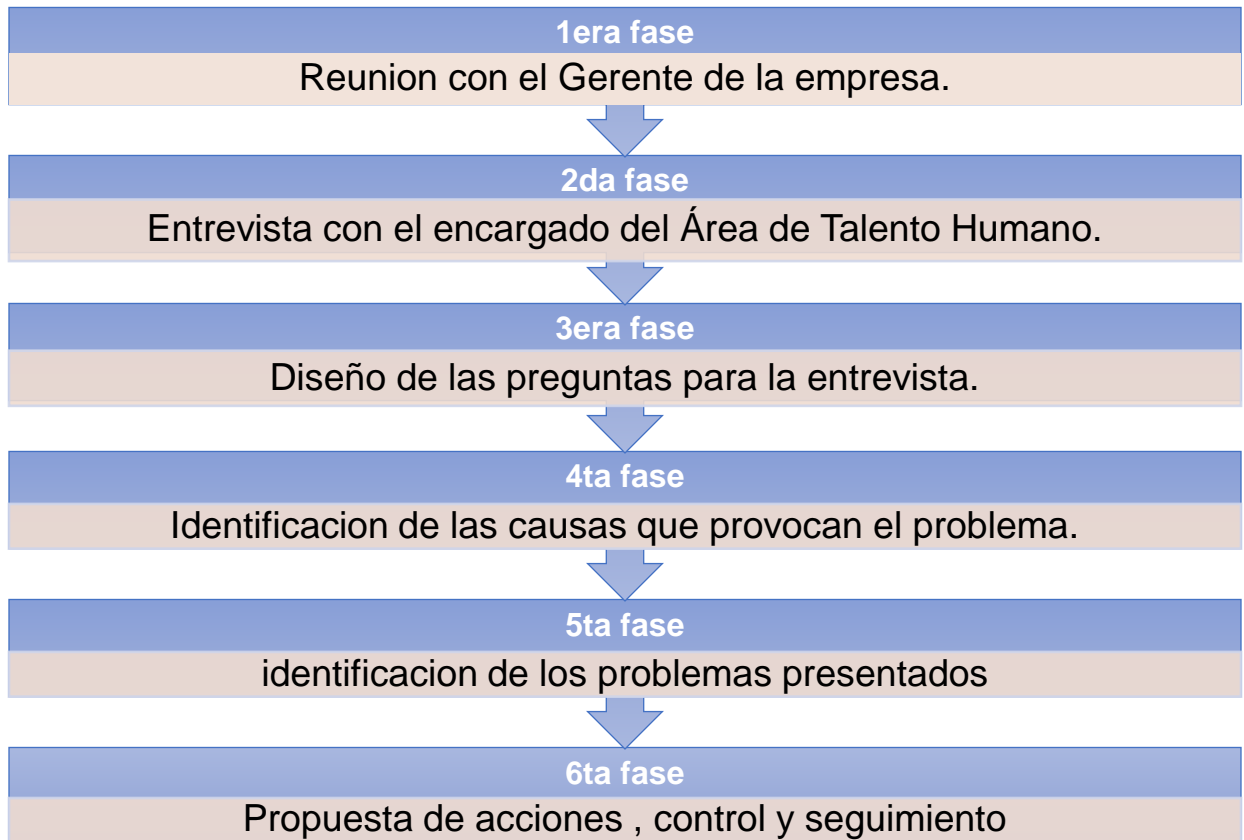 1era fase
Reunion con el Gerente de la empresa.
2da fase
Entrevista con el encargado del Área de Talento Humano.
3era fase
Diseño de las preguntas para la entrevista.
4ta fase
Identificacion de las causas que provocan el problema.
5ta fase
identificacion de los problemas presentados
6ta fase
Propuesta de acciones , control y seguimiento